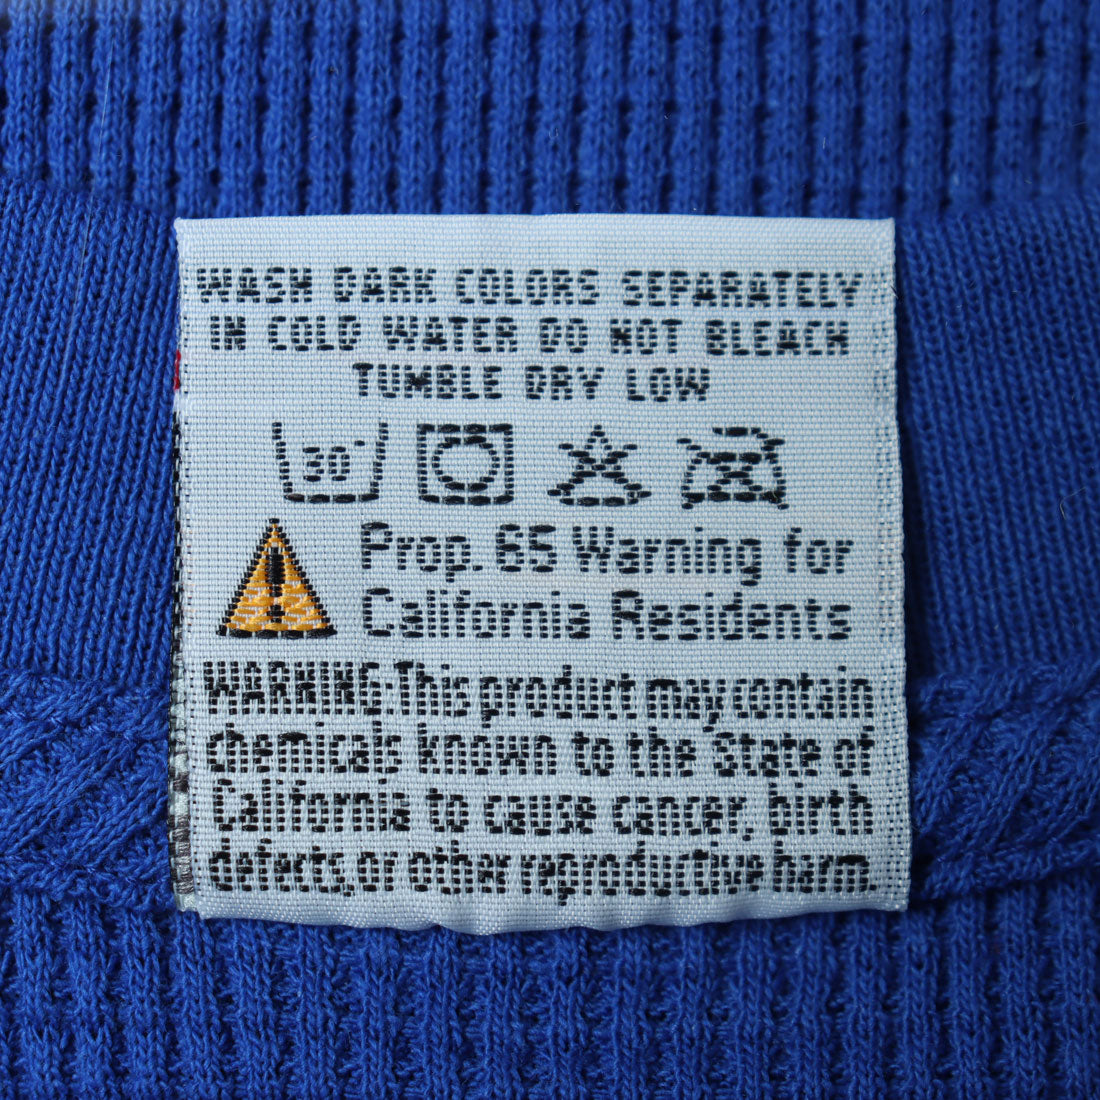 WASH DARK COLORS SEPARATELY
IN COLD WATER DO NOT BLEACH
TUMBLE DRY LOW
30°
Prop. 65 Warning for
California Residents
WARNING: This product may contain
chemicals known to the State of
California to cause cancer, birth
defects, or other reproductive harm.